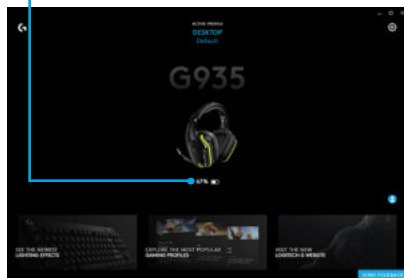 ACTIVE PROFILE
DESKTOP
Default
G935
67%
SEE THE NEWEST
LIGHTING EFFECTS
EXPLORE THE MOST POPULAR
GAMING PROFILES
VISIT THE NEW
LOGITECH G WEBSITE
SEND FEEDBACK